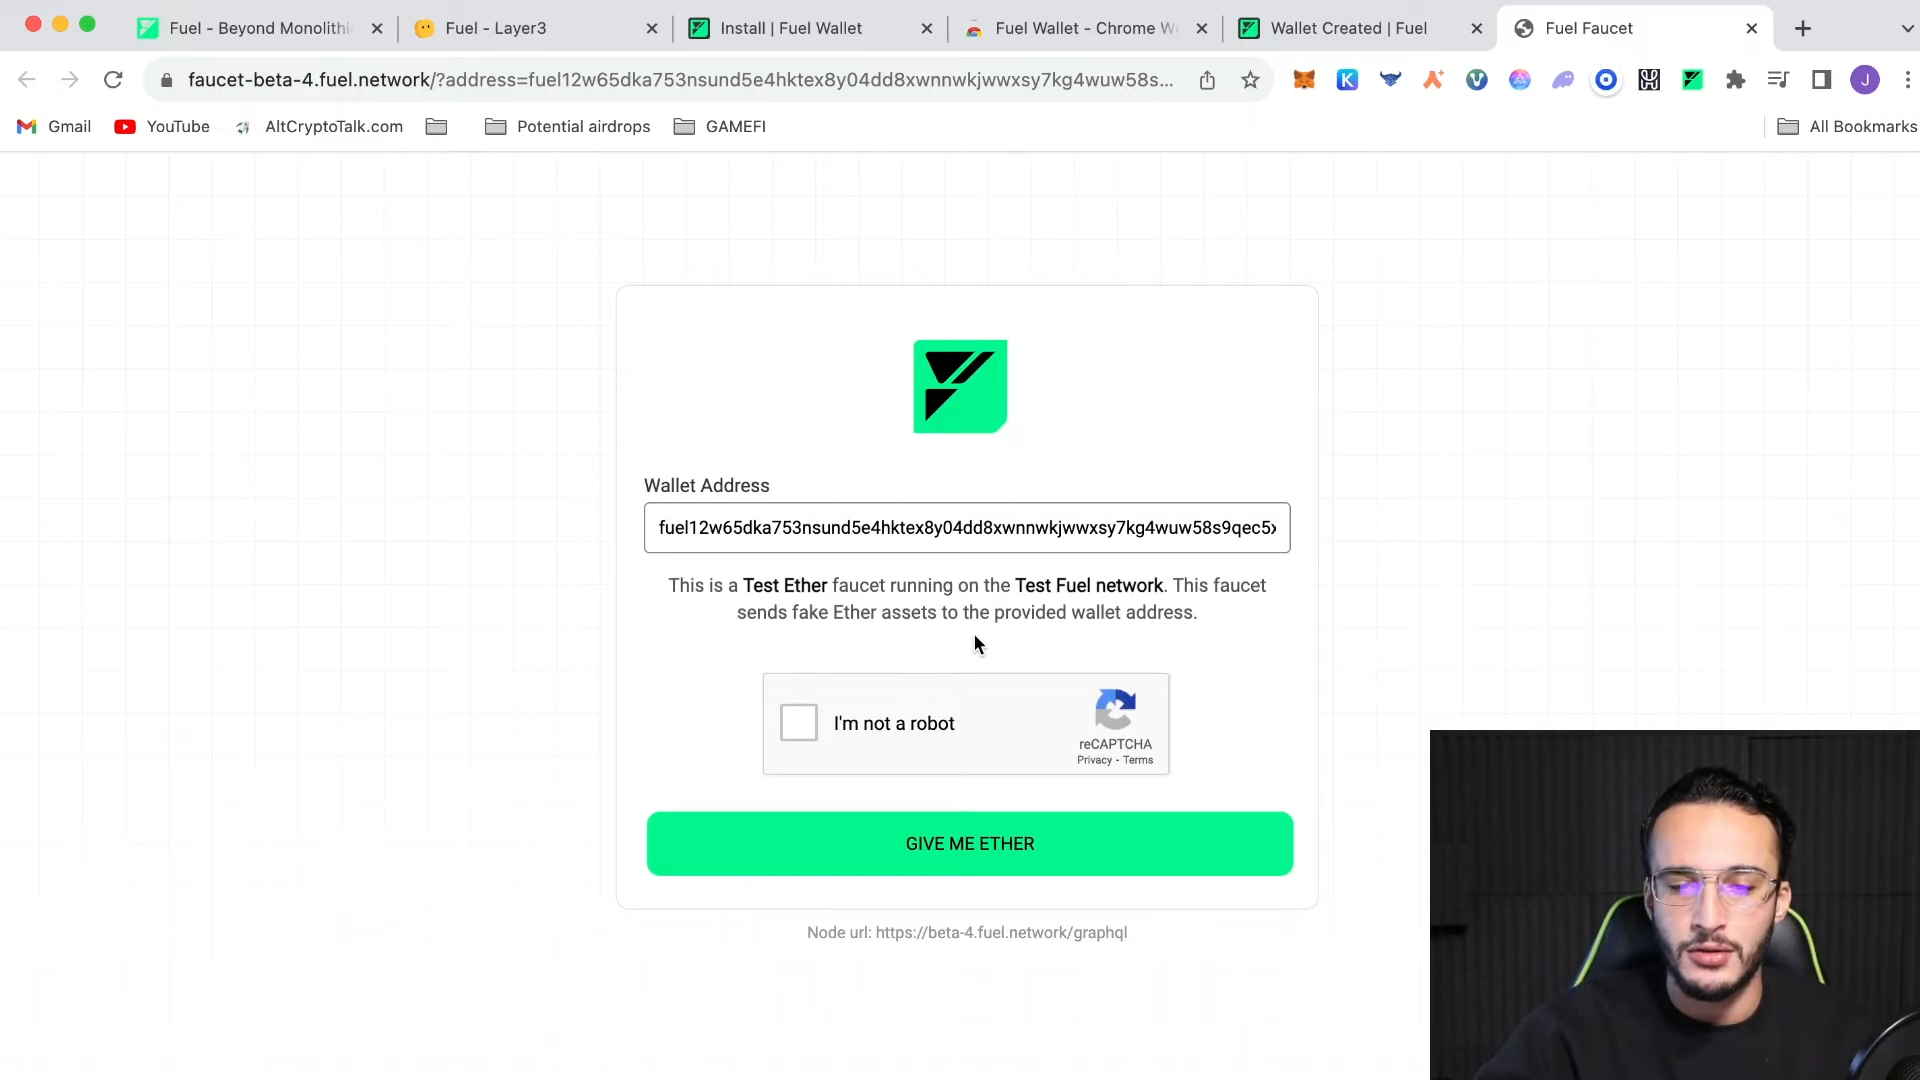 Fuel - Beyond Monolithi
Fuel - Layer3
Install | Fuel Wallet
Fuel Wallet - Chrome We
Wallet Created | Fuel
Fuel Faucet
faucet-beta-4.fuel.network/?address=fuel12w65dka753nsund5e4hktex8y04dd8xwnnwkjwwxsy7kg4wuw58s...
J
Gmail
YouTube
AltCryptoTalk.com
Potential airdrops
GAMEFI
All Bookmarks
Wallet Address
fuel12w65dka753nsund5e4hktex8y04dd8xwnnwkjwwxsy7kg4wuw58s9qec5x
This is a Test Ether faucet running on the Test Fuel network. This faucet
sends fake Ether assets to the provided wallet address.
I'm not a robot
reCAPTCHA
Privacy - Terms
GIVE ME ETHER
Node url: https://beta-4.fuel.network/graphql